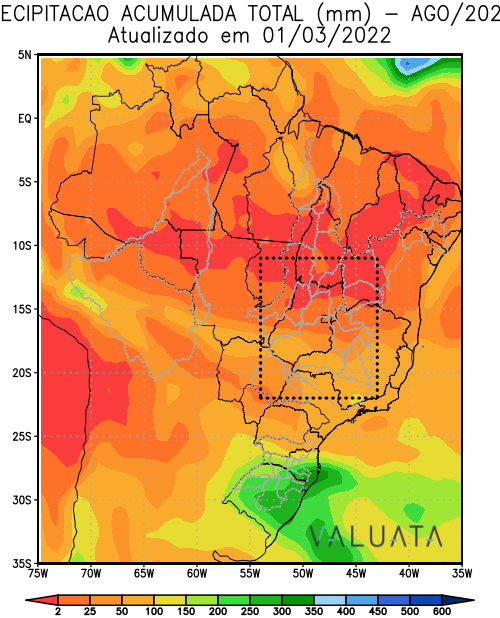 ECIPITACAO ACUMULADA TOTAL (mm) – AGO/202
Atualizado em 01/03/2022
5N
EQ
5S
10S
15S
20S
25S
30S
35S
VALUATA
75W 70W 65W 60W 55W 50W 45W 40W 35W
2 25 50 100 150 200 250 300 350 400 450 500 600